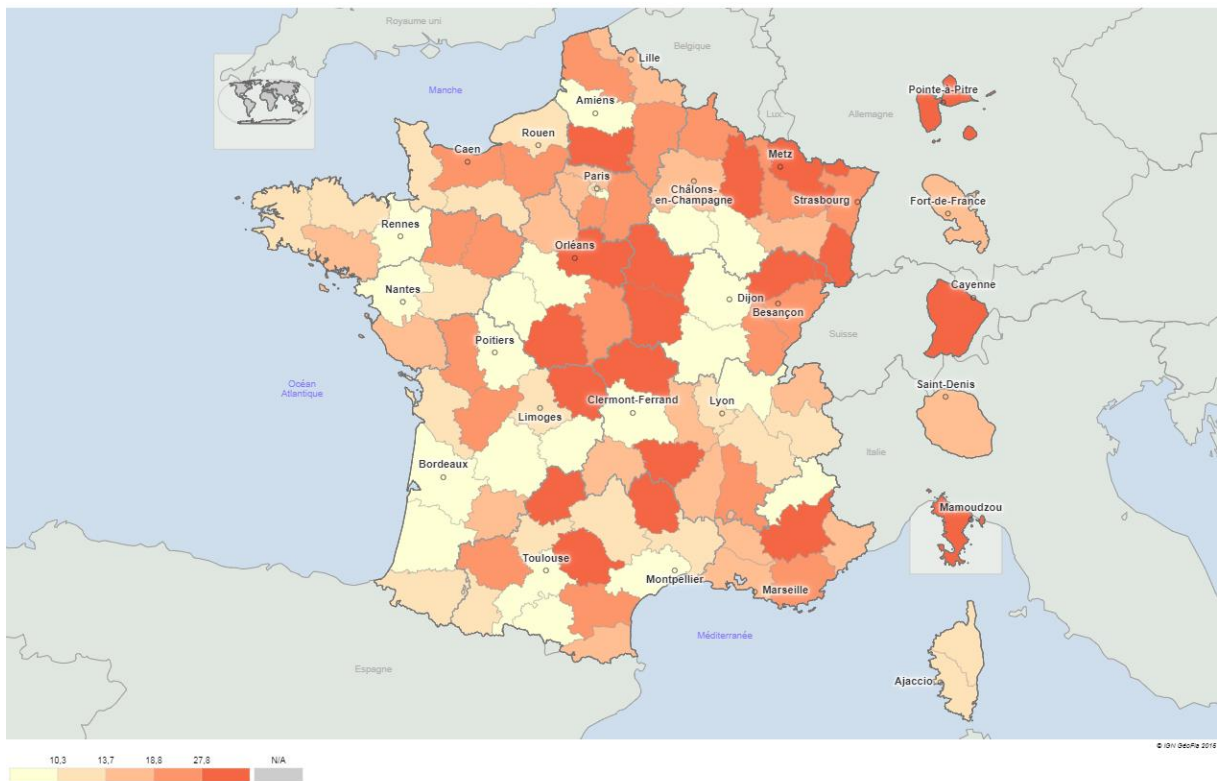 Royaume uni
Belgique
Lille
Manche
Pointe-à-Pitre
Amiens
Lux.
Allemagne
Rouen
Caen
Metz
Paris
Châlons-
en-Champagne
Strasbourg
Fort-de-France
Rennes
Orléans
Cayenne
Nantes
Dijon
Besançon
Suisse
Poitiers
Océan
Atlantique
Saint-Denis
Clermont-Ferrand
Lyon
Limoges
Italie
Bordeaux
Mamoudzou
Toulouse
Montpellier
Marseille
Méditerranée
Espagne
Ajaccio
© IGN GéoFla 2015
10,3 13,7 18,8 27,8 N/A